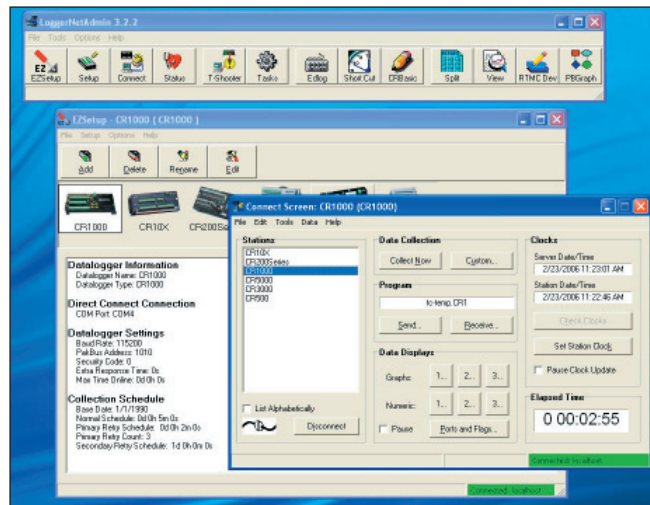 LoggerNetAdmin 3.2.2
File Tools Options Help
EZSetup Setup Connect Status T-Shooter Tasks Edlog Short Cut CRBasic Split View RTMC Dev PBGraph
EZSetup - CR1000 ( CR1000 )
File Setup Options Help
Add Delete Rename Edit
CR1000 CR10X CR200Se
Datalogger Information
Datalogger Name: CR1000
Datalogger Type: CR1000
Direct Connect Connection
COM Port: COM4
Datalogger Settings
Baud Rate: 115200
PakBus Address: 1010
Security Code: 0
Extra Response Time: 0s
Max Time Online: 0d 0h 0s
Collection Schedule
Base Date: 1/1/1990
Normal Schedule: 0d 0h 5m 0s
Primary Retry Schedule: 0d 0h 2m 0s
Primary Retry Count: 3
Secondary Retry Schedule: 1d 0h 0m 0s
Connect Screen: CR1000 (CR1000)
File Edit Tools Data Help
Stations
CR10X
CR200Series
CR1000
CR5000
CR3000
CR500
List Alphabetically
Disconnect
Data Collection
Collect Now Custom...
Program
tc-temp.CR1
Send... Receive...
Data Displays
Graphs: 1... 2... 3...
Numeric: 1... 2... 3...
Pause Ports and Flags...
Clocks
Server Date/Time
2/23/2006 11:23:01 AM
Station Date/Time
2/23/2006 11:22:46 AM
Check Clocks
Set Station Clock
Pause Clock Update
Elapsed Time
0 00:02:55
Connected: localhost
Connected: localhost